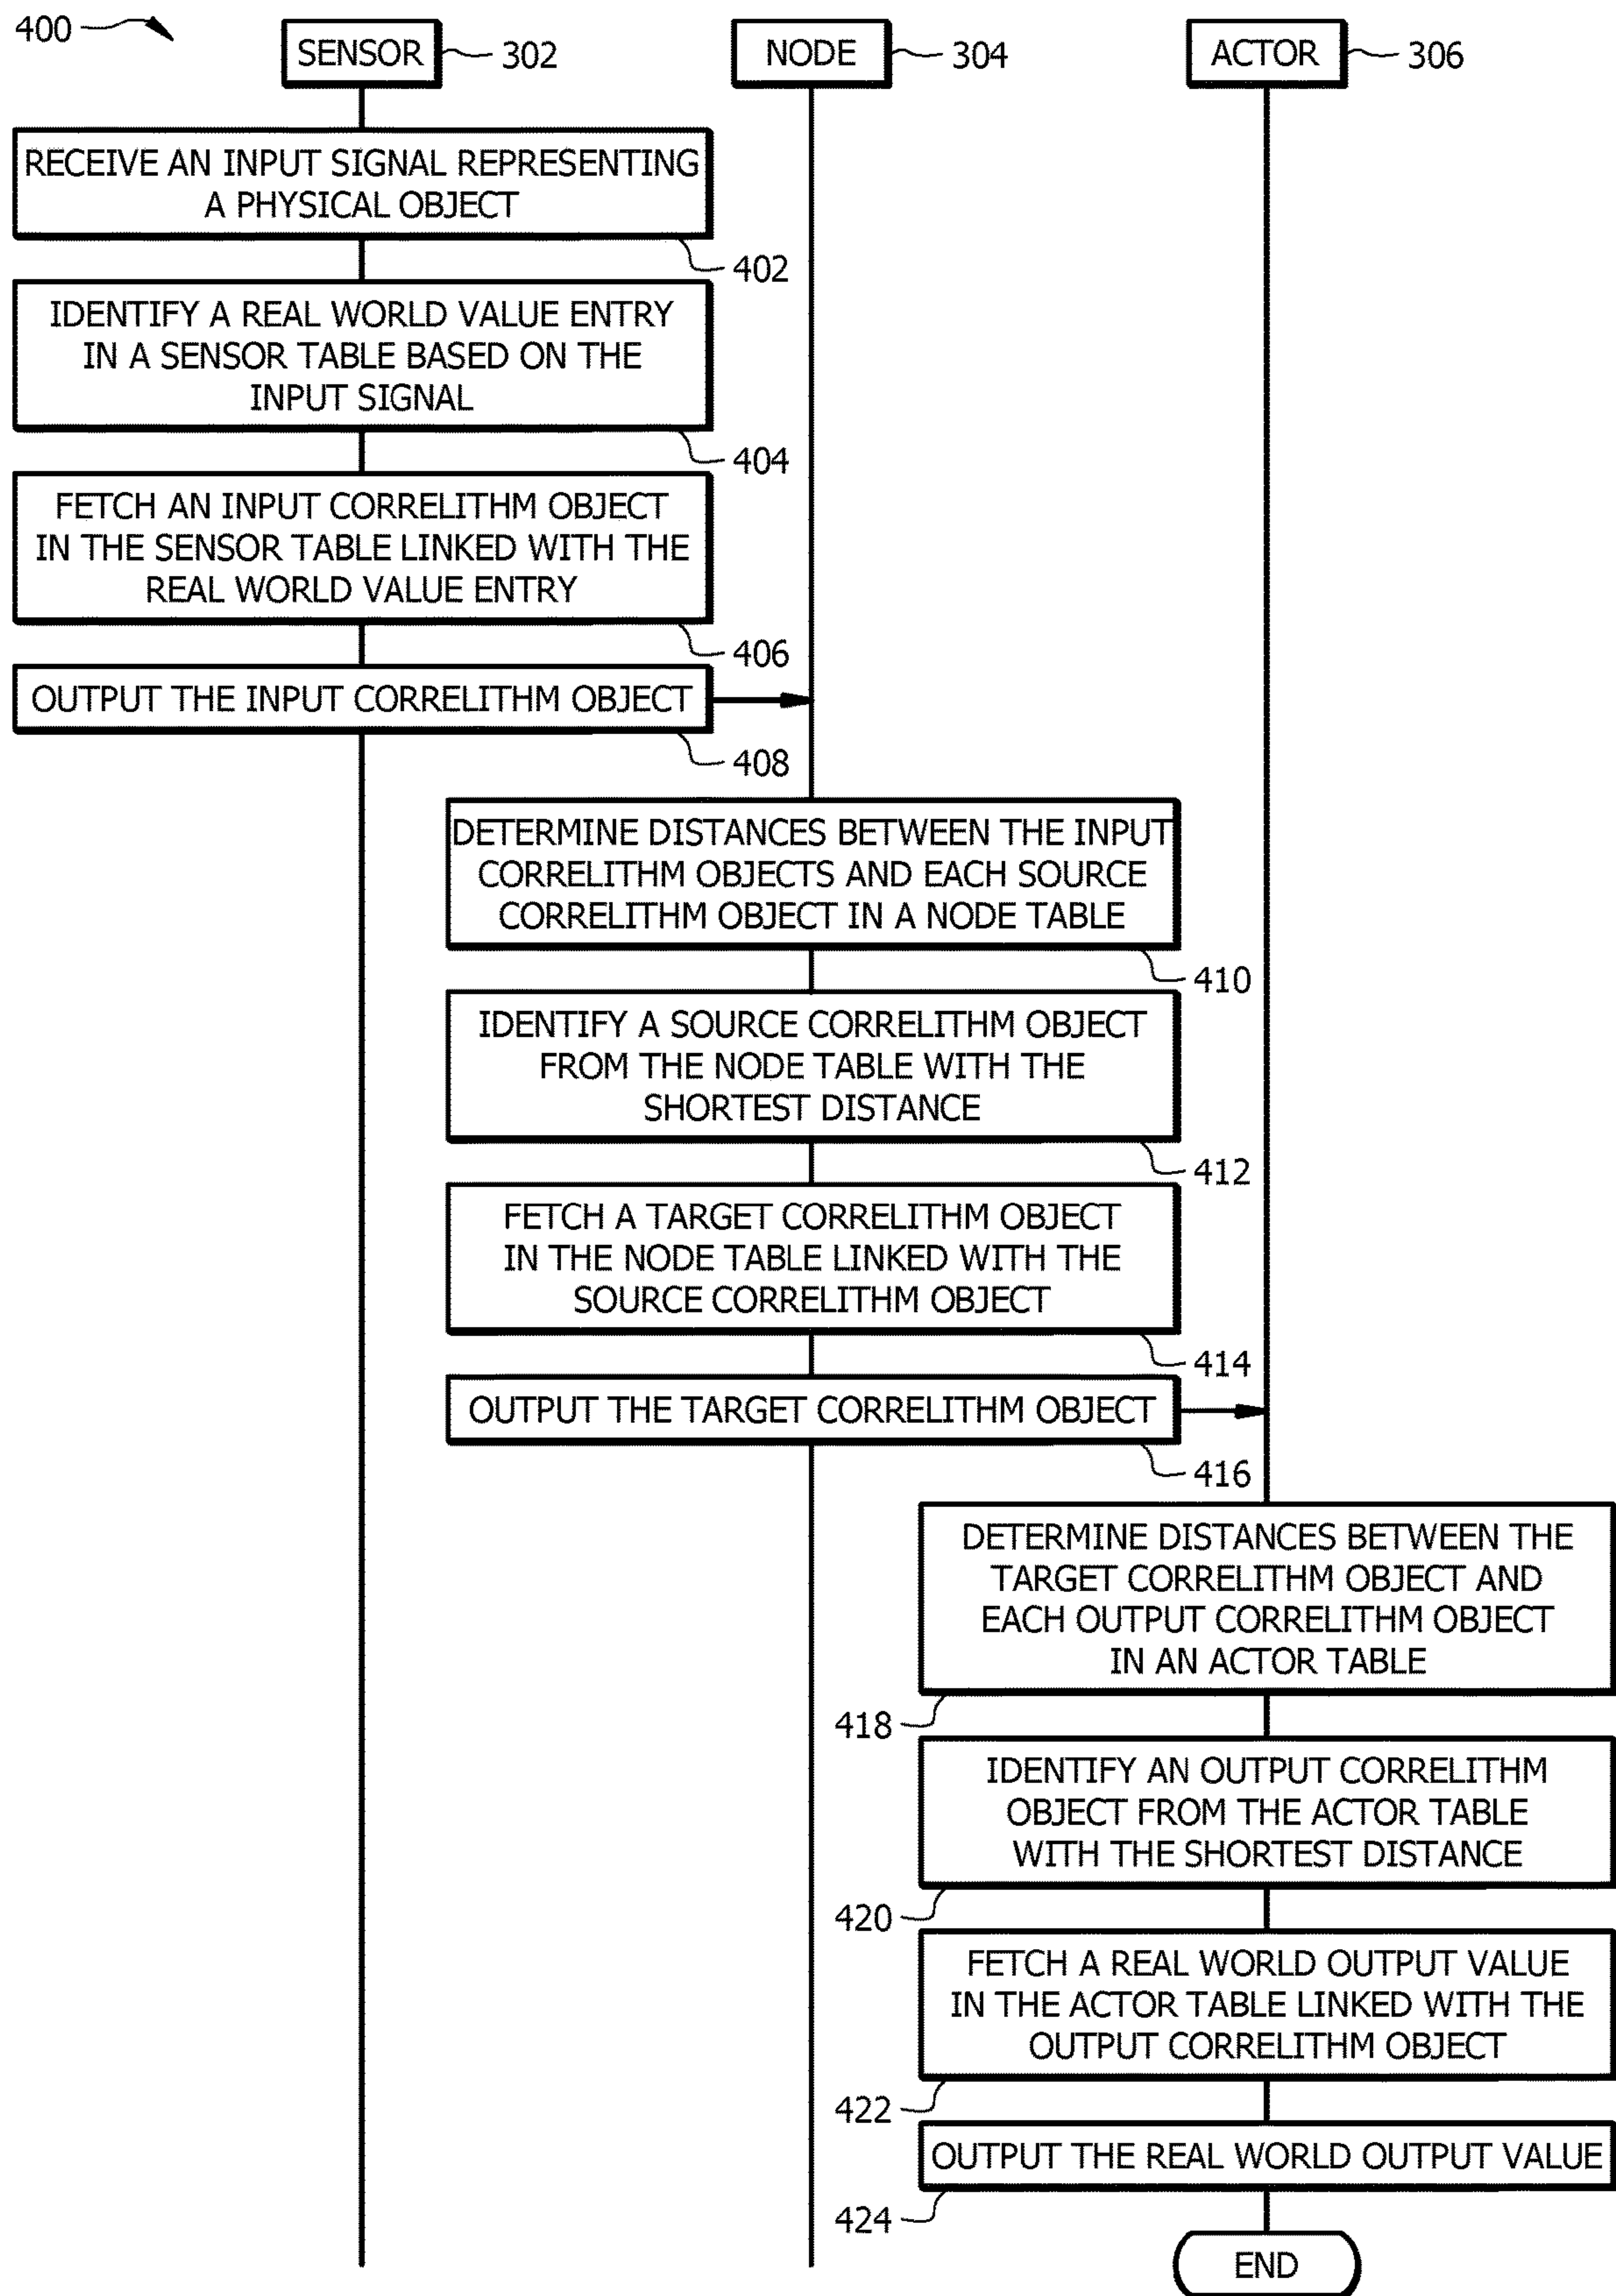 400
SENSOR
302
NODE
304
ACTOR
306
RECEIVE AN INPUT SIGNAL REPRESENTING
A PHYSICAL OBJECT
402
IDENTIFY A REAL WORLD VALUE ENTRY
IN A SENSOR TABLE BASED ON THE
INPUT SIGNAL
404
FETCH AN INPUT CORRELITHM OBJECT
IN THE SENSOR TABLE LINKED WITH THE
REAL WORLD VALUE ENTRY
406
OUTPUT THE INPUT CORRELITHM OBJECT
408
DETERMINE DISTANCES BETWEEN THE INPUT
CORRELITHM OBJECTS AND EACH SOURCE
CORRELITHM OBJECT IN A NODE TABLE
410
IDENTIFY A SOURCE CORRELITHM OBJECT
FROM THE NODE TABLE WITH THE
SHORTEST DISTANCE
412
FETCH A TARGET CORRELITHM OBJECT
IN THE NODE TABLE LINKED WITH THE
SOURCE CORRELITHM OBJECT
414
OUTPUT THE TARGET CORRELITHM OBJECT
416
DETERMINE DISTANCES BETWEEN THE
TARGET CORRELITHM OBJECT AND
EACH OUTPUT CORRELITHM OBJECT
IN AN ACTOR TABLE
418
IDENTIFY AN OUTPUT CORRELITHM
OBJECT FROM THE ACTOR TABLE
WITH THE SHORTEST DISTANCE
420
FETCH A REAL WORLD OUTPUT VALUE
IN THE ACTOR TABLE LINKED WITH THE
OUTPUT CORRELITHM OBJECT
422
OUTPUT THE REAL WORLD OUTPUT VALUE
424
END